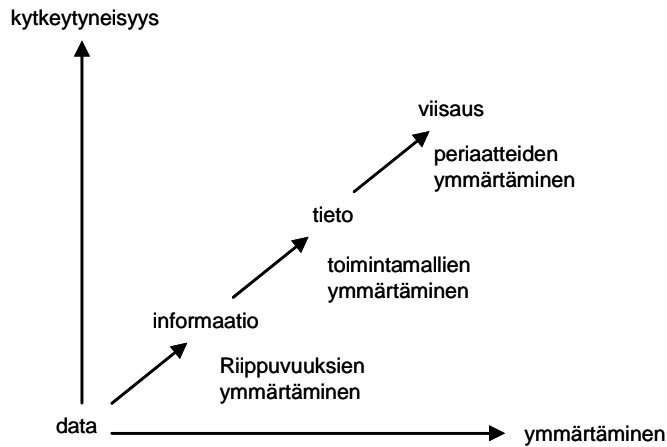 kytkeytyneisyys
viisaus
periaatteiden
ymmärtäminen
tieto
toimintamallien
ymmärtäminen
informaatio
Riippuvuuksien
ymmärtäminen
data
ymmärtäminen